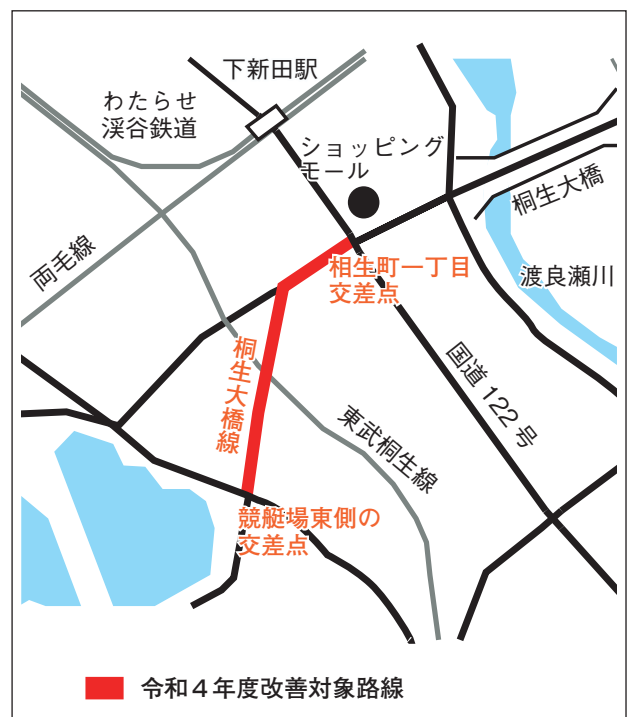 下新田駅
わたらせ
渓谷鉄道
ショッピング
モール
桐生大橋
両毛線
相生町一丁目
交差点
渡良瀬川
桐生大橋線
国道122号
東武桐生線
競艇場東側の
交差点
令和4年度改善対象路線